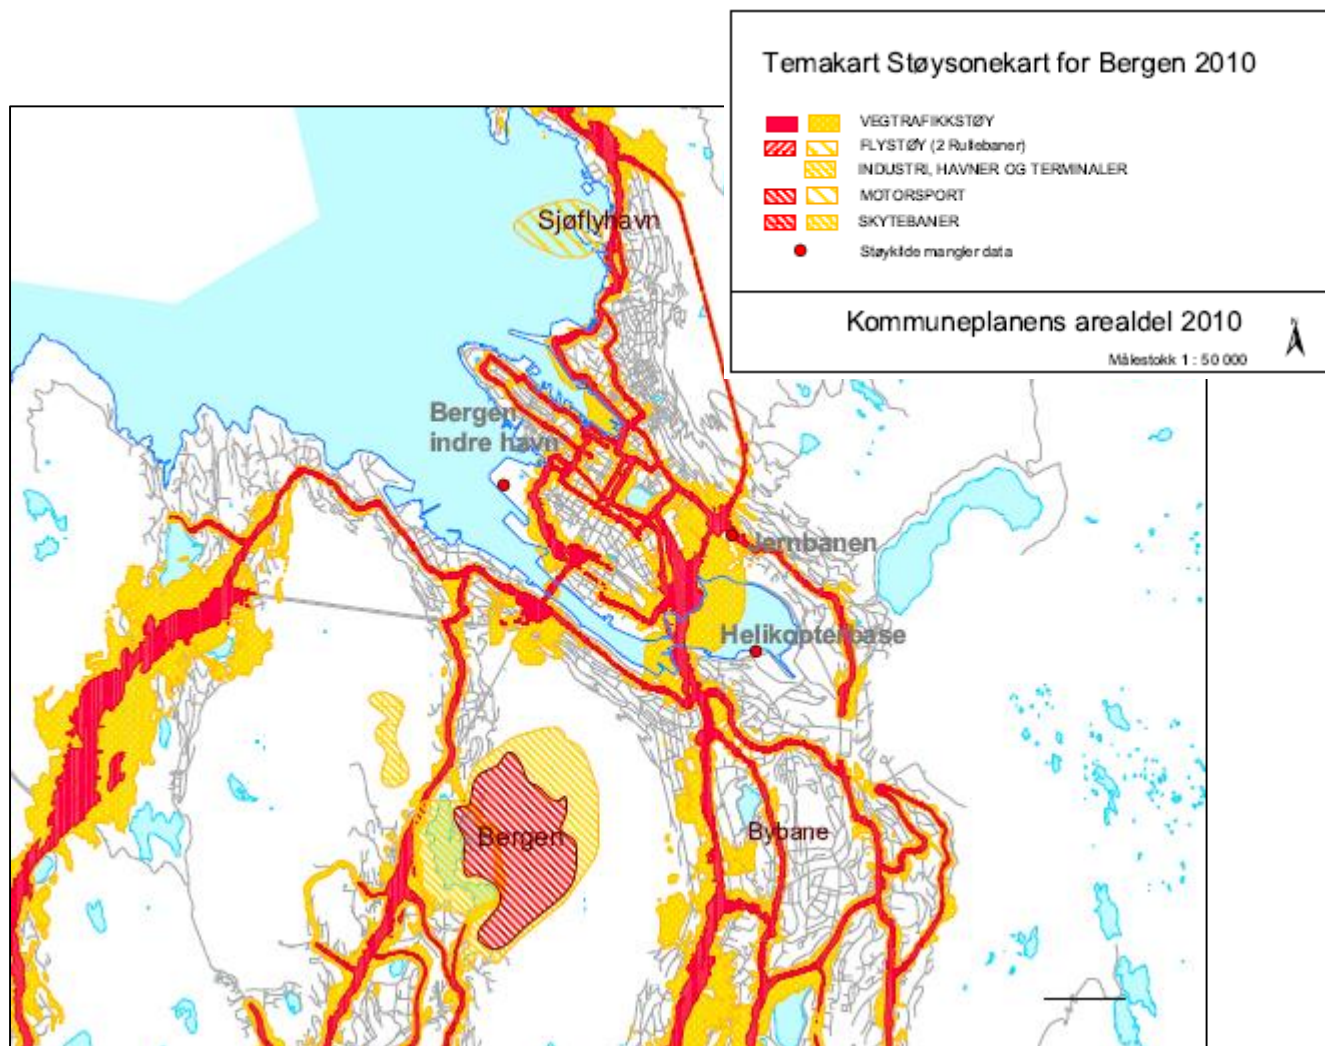 Temakart Støysonekart for Bergen 2010
VEGTRAFIKKSTØY
FLYSTØY (2 Rullebaner)
INDUSTRI, HAVNER OG TERMINALER
MOTORSPORT
SKYTEBANER
Støykilde mangler data
Kommuneplanens arealdel 2010
N
Målestokk 1 : 50 000
Sjøflyhavn
Bergen
indre havn
Jernbanen
Helikopterbase
Bergen
Bybane